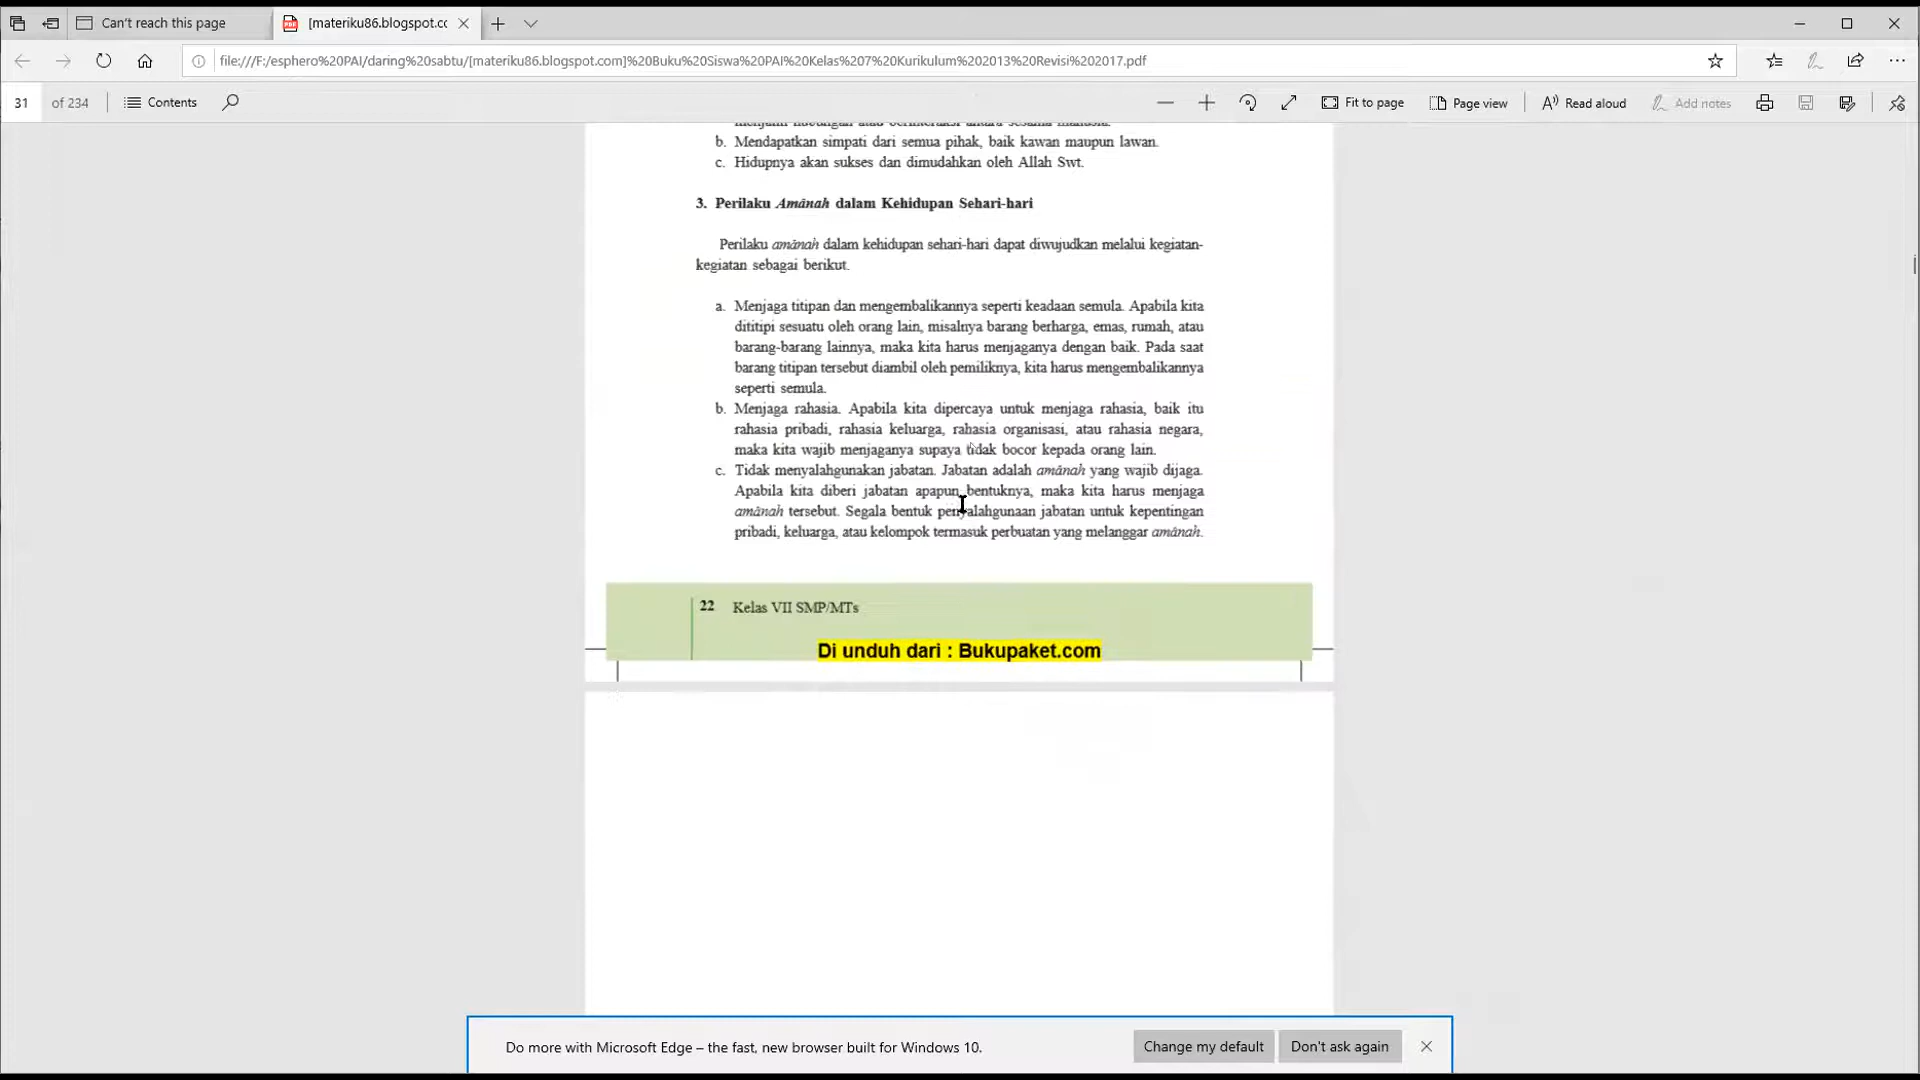 Can't reach this page
[materiku86.blogspot.cc
file:///F:/esphero%20PAI/daring%20sabtu/[materiku86.blogspot.com]%20Buku%20Siswa%20PAI%20Kelas%207%20Kurikulum%202013%20Revisi%202017.pdf
31 of 234 Contents Fit to page Page view Read aloud Add notes
b. Mendapatkan simpati dari semua pihak, baik kawan maupun lawan.
c. Hidupnya akan sukses dan dimudahkan oleh Allah Swt.
3. Perilaku Amānah dalam Kehidupan Sehari-hari
Perilaku amānah dalam kehidupan sehari-hari dapat diwujudkan melalui kegiatan-
kegiatan sebagai berikut.
a. Menjaga titipan dan mengembalikannya seperti keadaan semula. Apabila kita
dititipi sesuatu oleh orang lain, misalnya barang berharga, emas, rumah, atau
barang-barang lainnya, maka kita harus menjaganya dengan baik. Pada saat
barang titipan tersebut diambil oleh pemiliknya, kita harus mengembalikannya
seperti semula.
b. Menjaga rahasia. Apabila kita dipercaya untuk menjaga rahasia, baik itu
rahasia pribadi, rahasia keluarga, rahasia organisasi, atau rahasia negara,
maka kita wajib menjaganya supaya tidak bocor kepada orang lain.
c. Tidak menyalahgunakan jabatan. Jabatan adalah amānah yang wajib dijaga.
Apabila kita diberi jabatan apapun bentuknya, maka kita harus menjaga
amānah tersebut. Segala bentuk penyalahgunaan jabatan untuk kepentingan
pribadi, keluarga, atau kelompok termasuk perbuatan yang melanggar amānah.
22 Kelas VII SMP/MTs
Di unduh dari : Bukupaket.com
Do more with Microsoft Edge – the fast, new browser built for Windows 10.
Change my default
Don't ask again